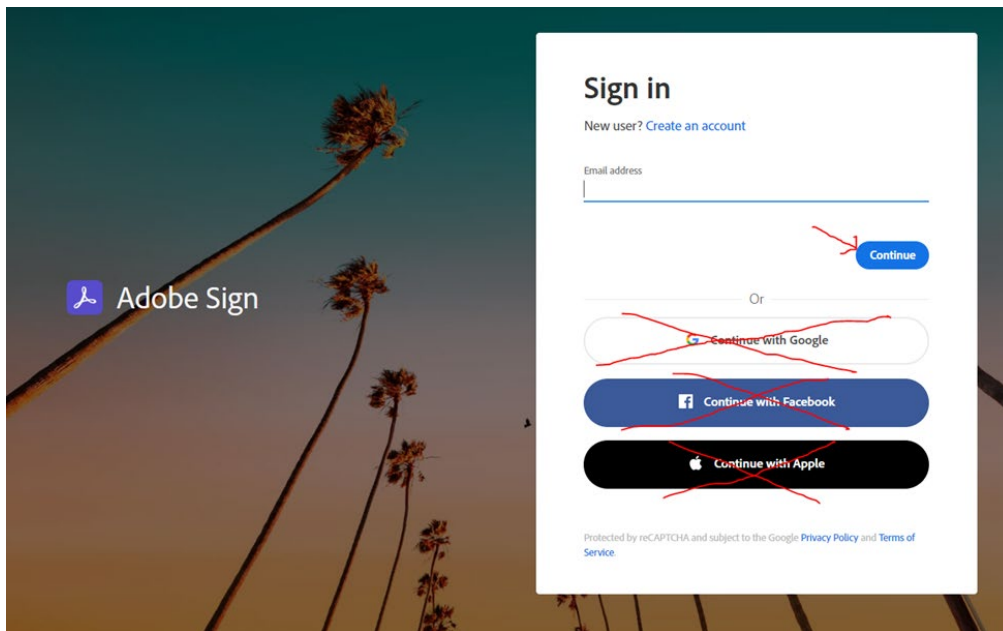 Sign in
New user? Create an account
Email address
Continue
Adobe Sign
Or
Continue with Google
Continue with Facebook
Continue with Apple
Protected by reCAPTCHA and subject to the Google Privacy Policy and Terms of
Service.